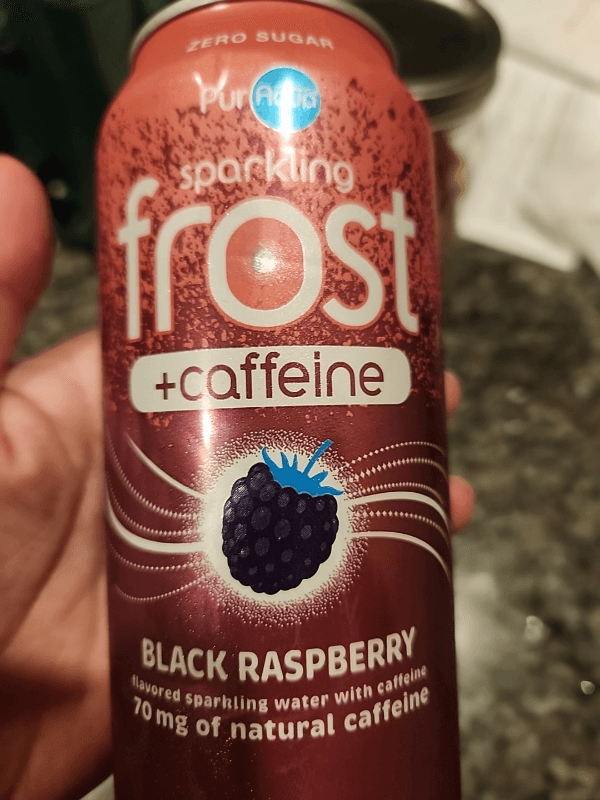 ZERO SUGAR
PurAqua
sparkling
frost
+caffeine
BLACK RASPBERRY
flavored sparkling water with caffeine
70 mg of natural caffeine